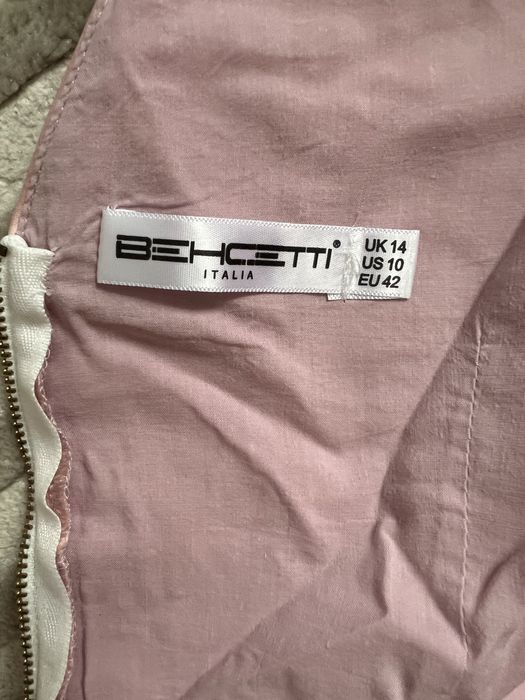 BEHCETTI®
ITALIA
UK 14
US 10
EU 42